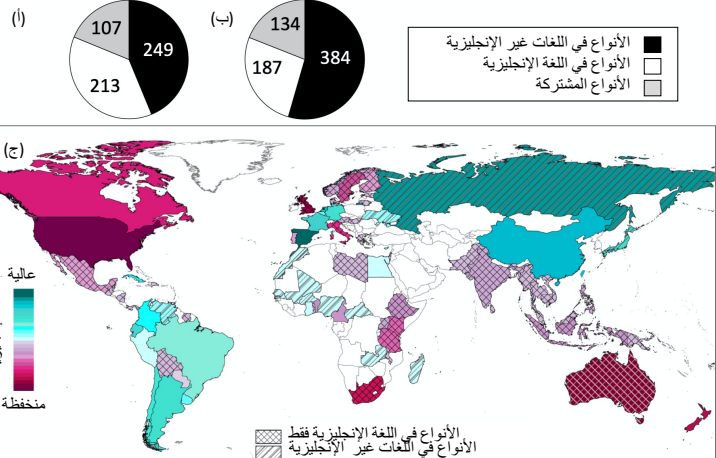 (أ)
107
249
213
(ب)
134
384
187
الأنواع في اللغات غير الإنجليزية
الأنواع في اللغة الإنجليزية
الأنواع المشتركة
(ج)
عالية
منخفظة
الأنواع في اللغة الإنجليزية فقط
الأنواع في اللغات غير الإنجليزية